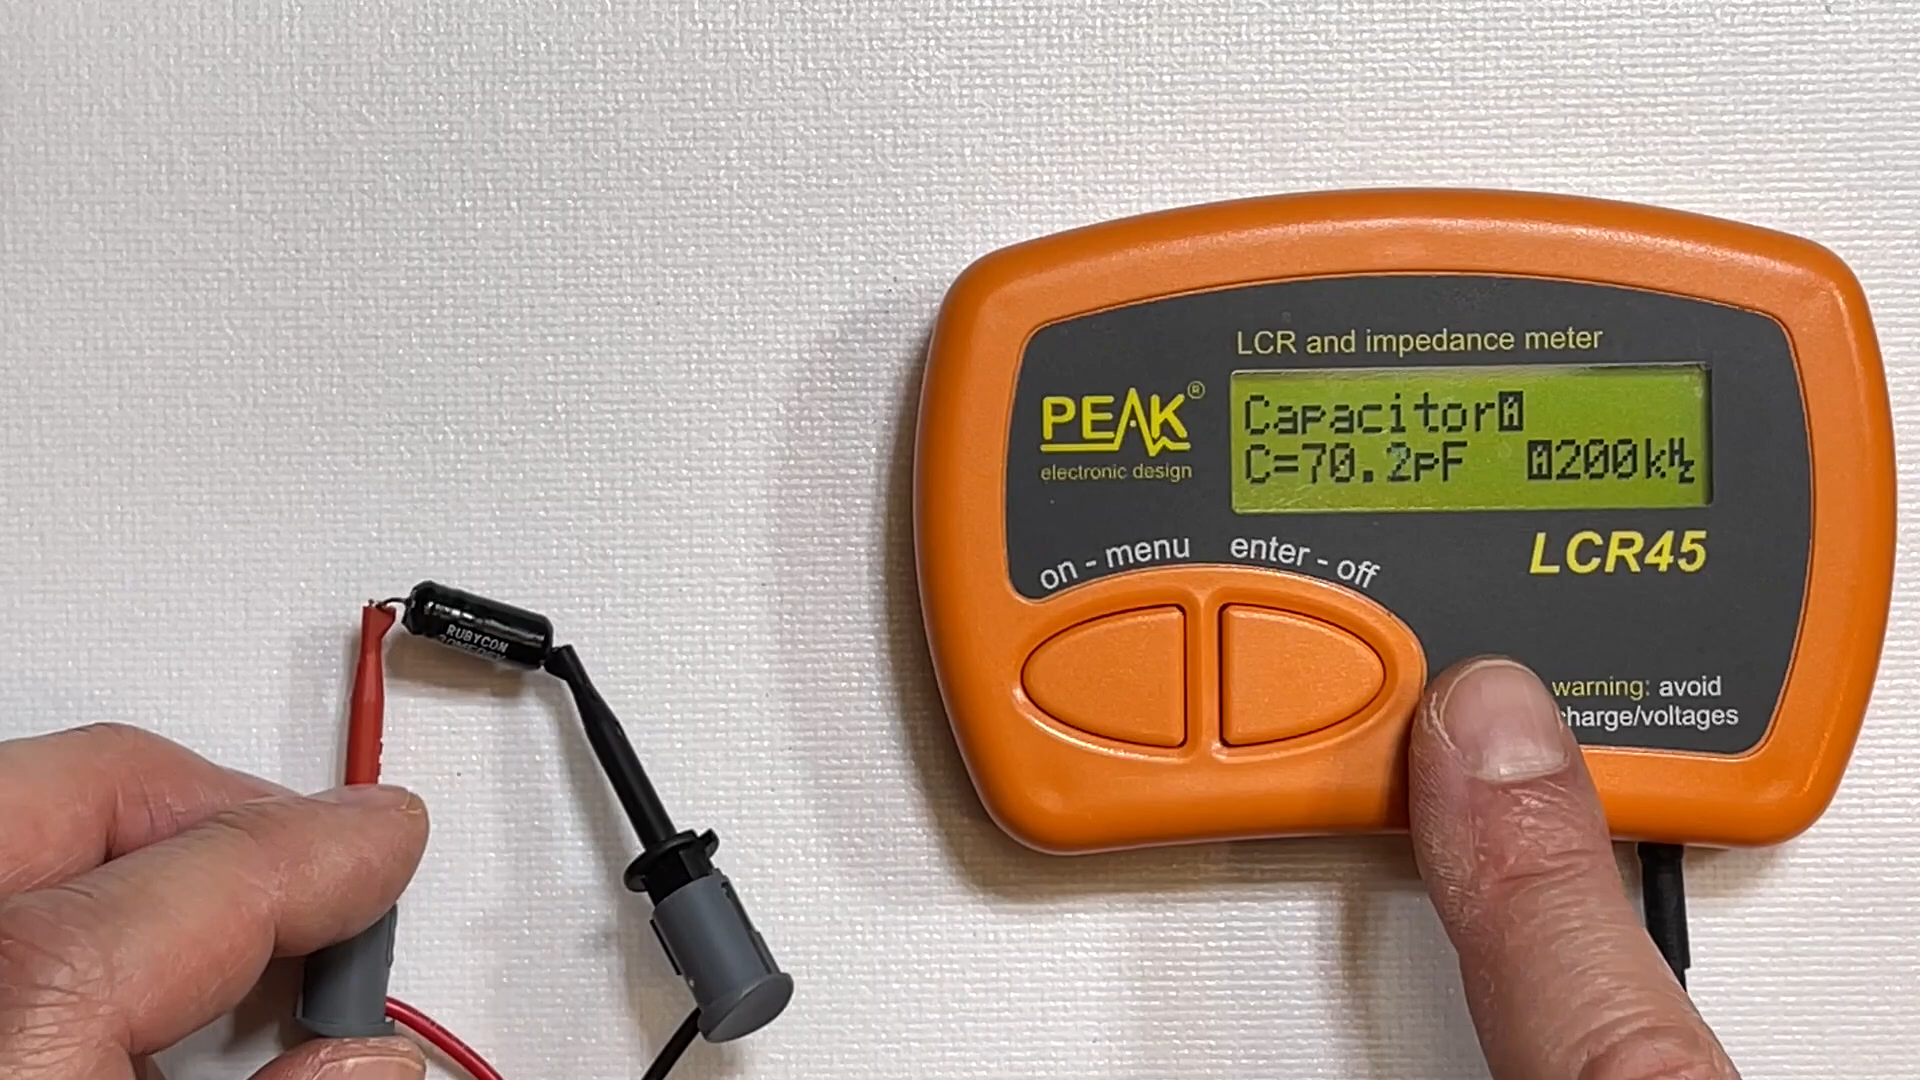 LCR and impedance meter
PEAK®
electronic design
Capacitor
C=70.2pF 200kHz
LCR45
on - menu
enter - off
warning: avoid
charge/voltages
RUBYCON